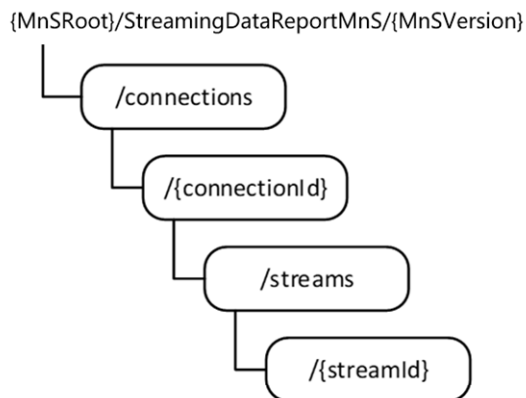 {MnSRoot}/StreamingDataReportMnS/{MnSVersion}
/connections
/{connectionId}
/streams
/{streamId}